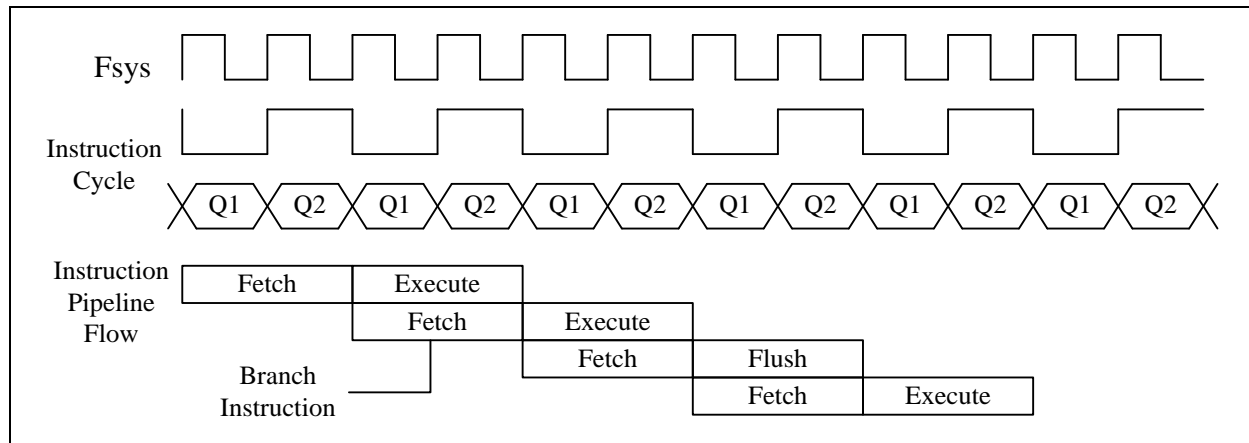 Fsys
Instruction
Cycle
Q1 Q2 Q1 Q2 Q1 Q2 Q1 Q2 Q1 Q2 Q1 Q2
Instruction
Pipeline
Flow
Fetch Execute
Fetch Execute
Fetch Flush
Fetch Execute
Branch
Instruction